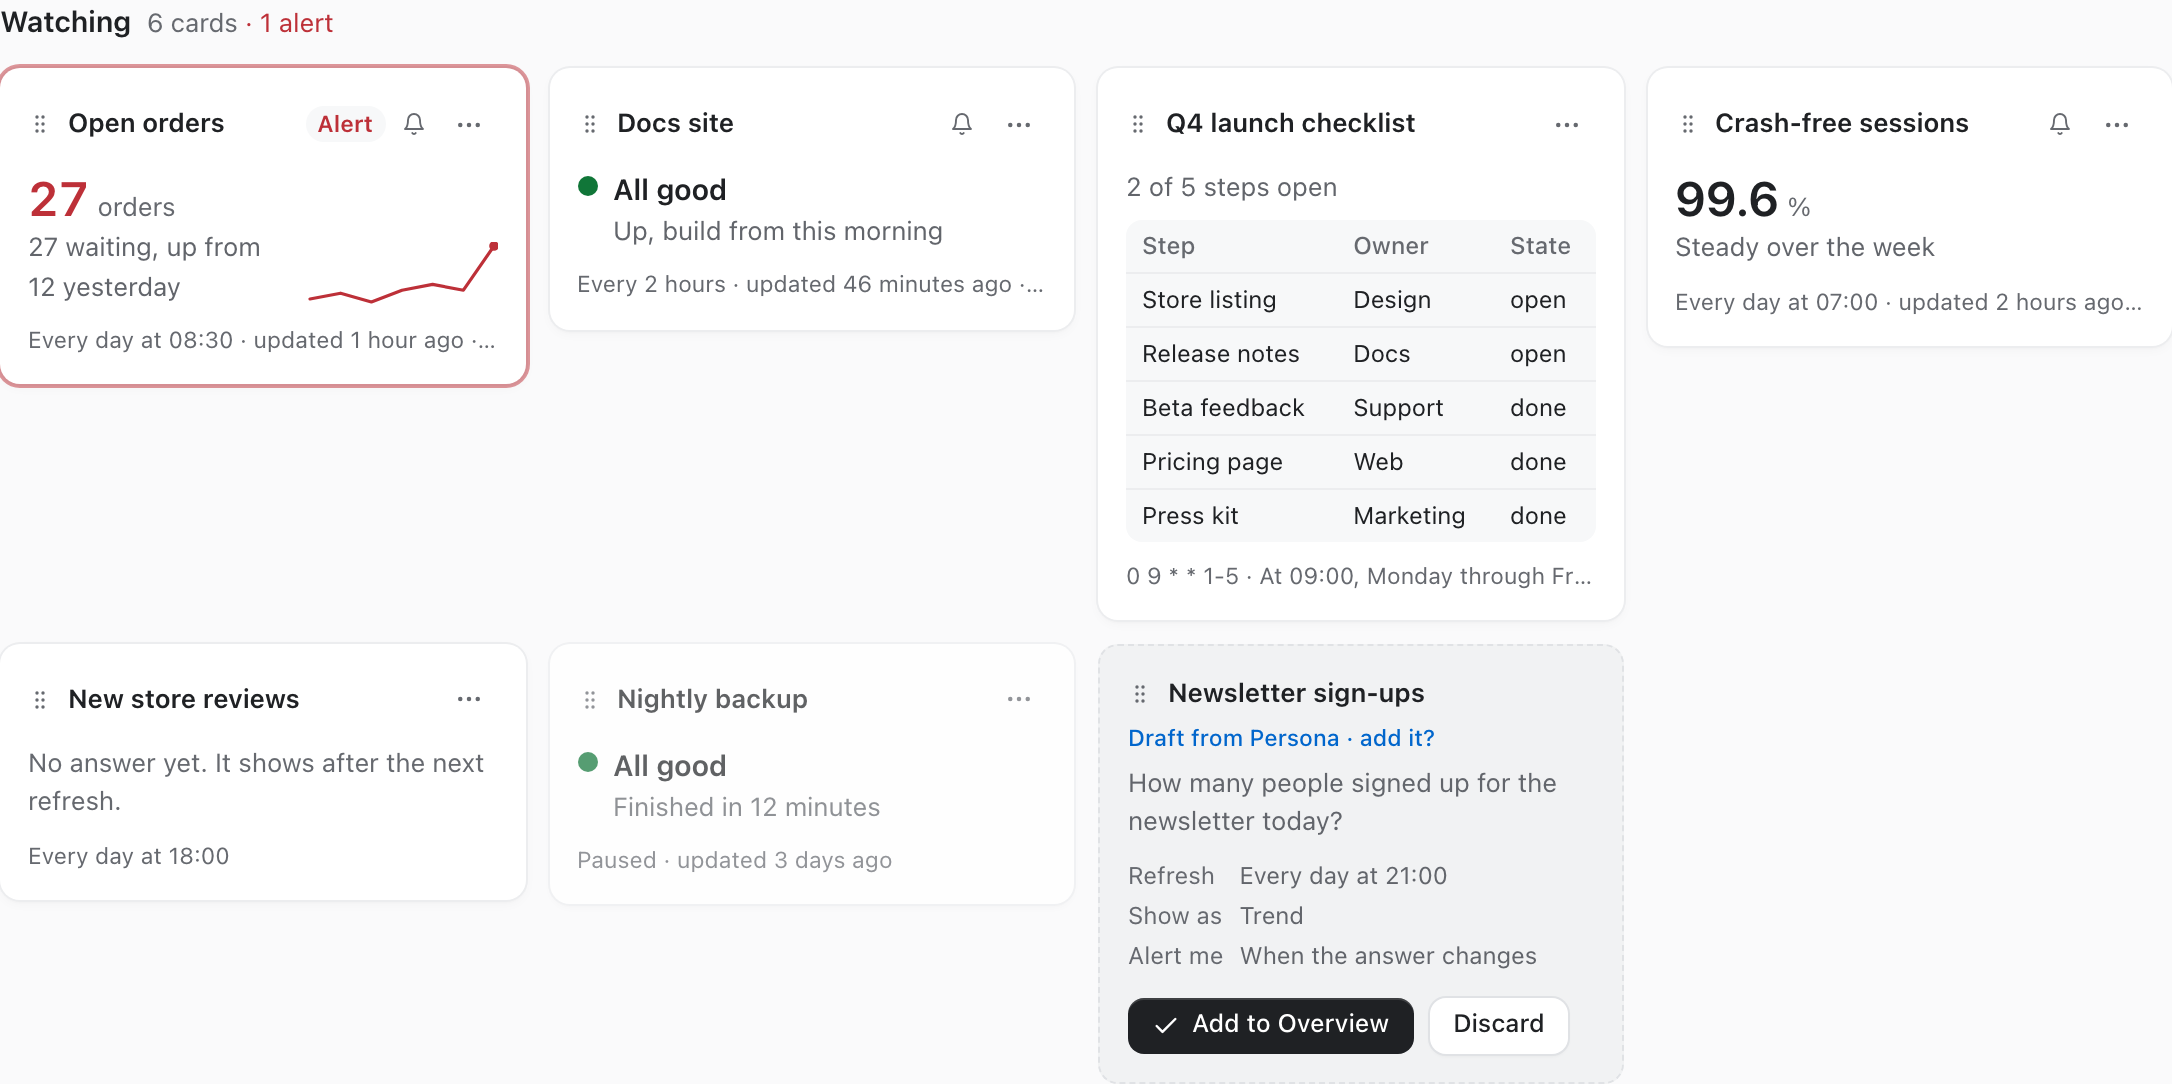 Watching 6 cards · 1 alert
Open orders Alert
27 orders
27 waiting, up from
12 yesterday
Every day at 08:30 · updated 1 hour ago ·...
Docs site
All good
Up, build from this morning
Every 2 hours · updated 46 minutes ago ·...
Q4 launch checklist
2 of 5 steps open
Step Owner State
Store listing Design open
Release notes Docs open
Beta feedback Support done
Pricing page Web done
Press kit Marketing done
0 9 * * 1-5 · At 09:00, Monday through Fr...
Crash-free sessions
99.6 %
Steady over the week
Every day at 07:00 · updated 2 hours ago...
New store reviews
No answer yet. It shows after the next
refresh.
Every day at 18:00
Nightly backup
All good
Finished in 12 minutes
Paused · updated 3 days ago
Newsletter sign-ups
Draft from Persona · add it?
How many people signed up for the
newsletter today?
Refresh Every day at 21:00
Show as Trend
Alert me When the answer changes
Add to Overview Discard